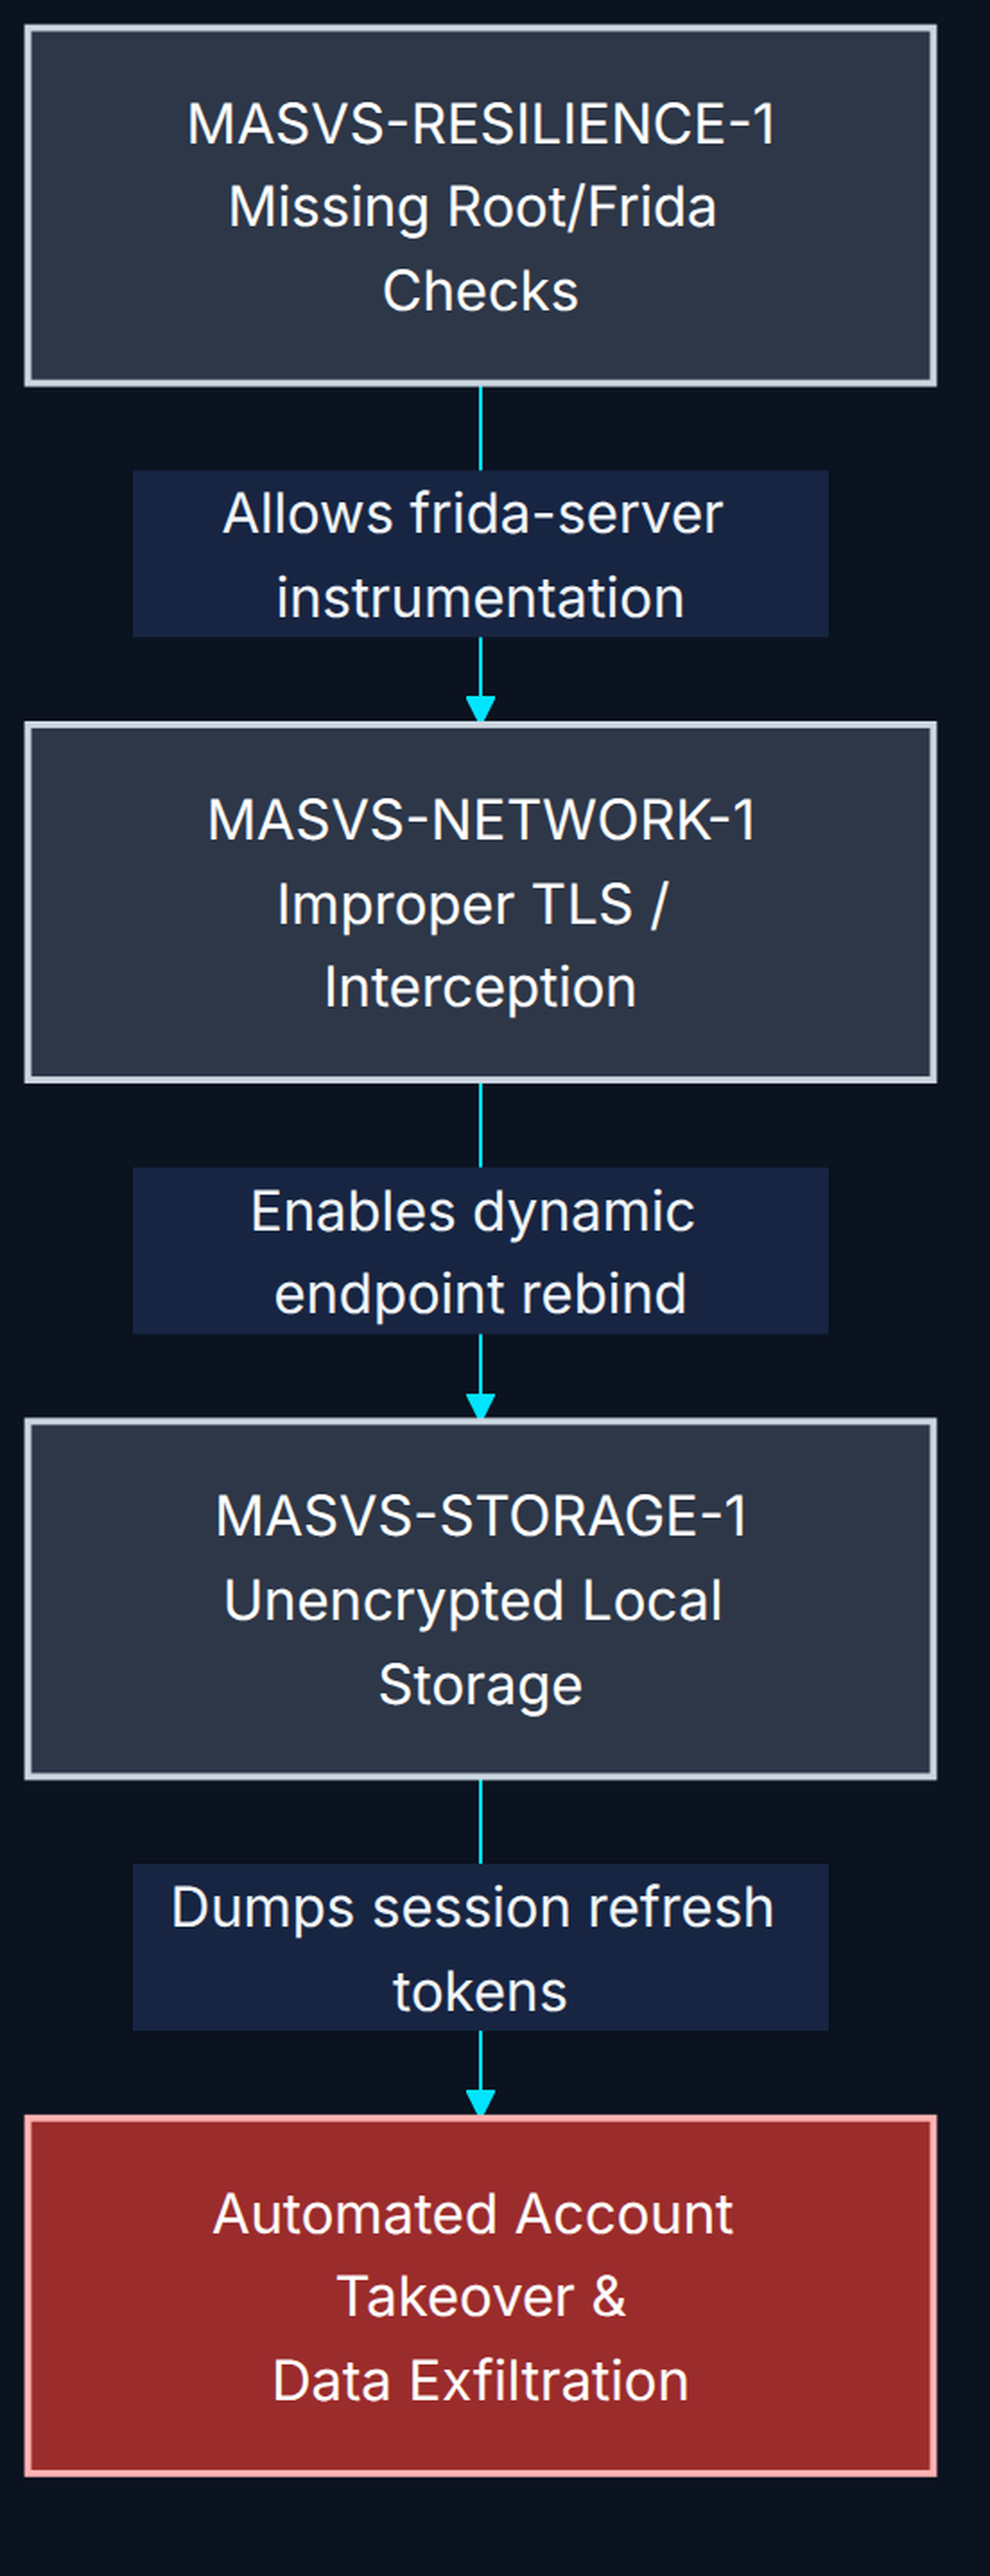 MASVS-RESILIENCE-1
Missing Root/Frida
Checks
Allows frida-server
instrumentation
MASVS-NETWORK-1
Improper TLS /
Interception
Enables dynamic
endpoint rebind
MASVS-STORAGE-1
Unencrypted Local
Storage
Dumps session refresh
tokens
Automated Account
Takeover &
Data Exfiltration